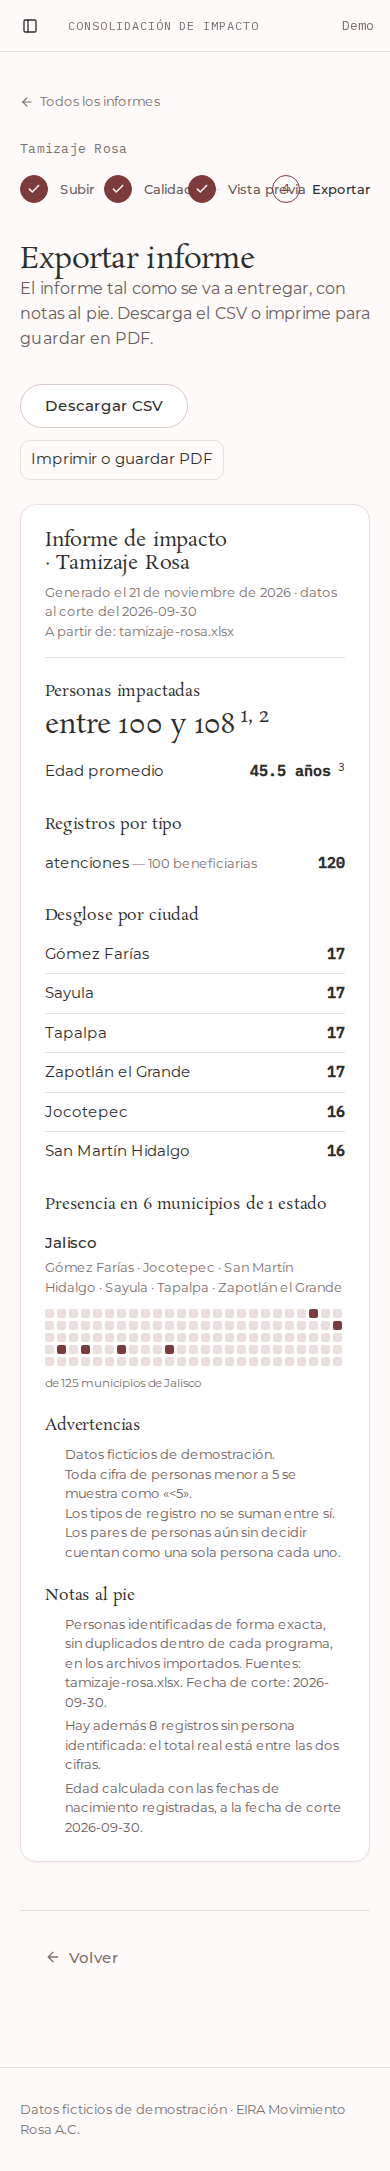 CONSOLIDACIÓN DE IMPACTO Demo
← Todos los informes
Tamizaje Rosa
Subir Calidad Vista previa 4 Exportar
Exportar informe
El informe tal como se va a entregar, con
notas al pie. Descarga el CSV o imprime para
guardar en PDF.
Descargar CSV
Imprimir o guardar PDF
Informe de impacto
· Tamizaje Rosa
Generado el 21 de noviembre de 2026 · datos
al corte del 2026-09-30
A partir de: tamizaje-rosa.xlsx
Personas impactadas
entre 100 y 108 1, 2
Edad promedio 45.5 años 3
Registros por tipo
atenciones — 100 beneficiarias 120
Desglose por ciudad
Gómez Farías 17
Sayula 17
Tapalpa 17
Zapotlán el Grande 17
Jocotepec 16
San Martín Hidalgo 16
Presencia en 6 municipios de 1 estado
Jalisco
Gómez Farías · Jocotepec · San Martín
Hidalgo · Sayula · Tapalpa · Zapotlán el Grande
de 125 municipios de Jalisco
Advertencias
Datos ficticios de demostración.
Toda cifra de personas menor a 5 se
muestra como «<5».
Los tipos de registro no se suman entre sí.
Los pares de personas aún sin decidir
cuentan como una sola persona cada uno.
Notas al pie
Personas identificadas de forma exacta,
sin duplicados dentro de cada programa,
en los archivos importados. Fuentes:
tamizaje-rosa.xlsx. Fecha de corte: 2026-
09-30.
Hay además 8 registros sin persona
identificada: el total real está entre las dos
cifras.
Edad calculada con las fechas de
nacimiento registradas, a la fecha de corte
2026-09-30.
← Volver
Datos ficticios de demostración · EIRA Movimiento
Rosa A.C.